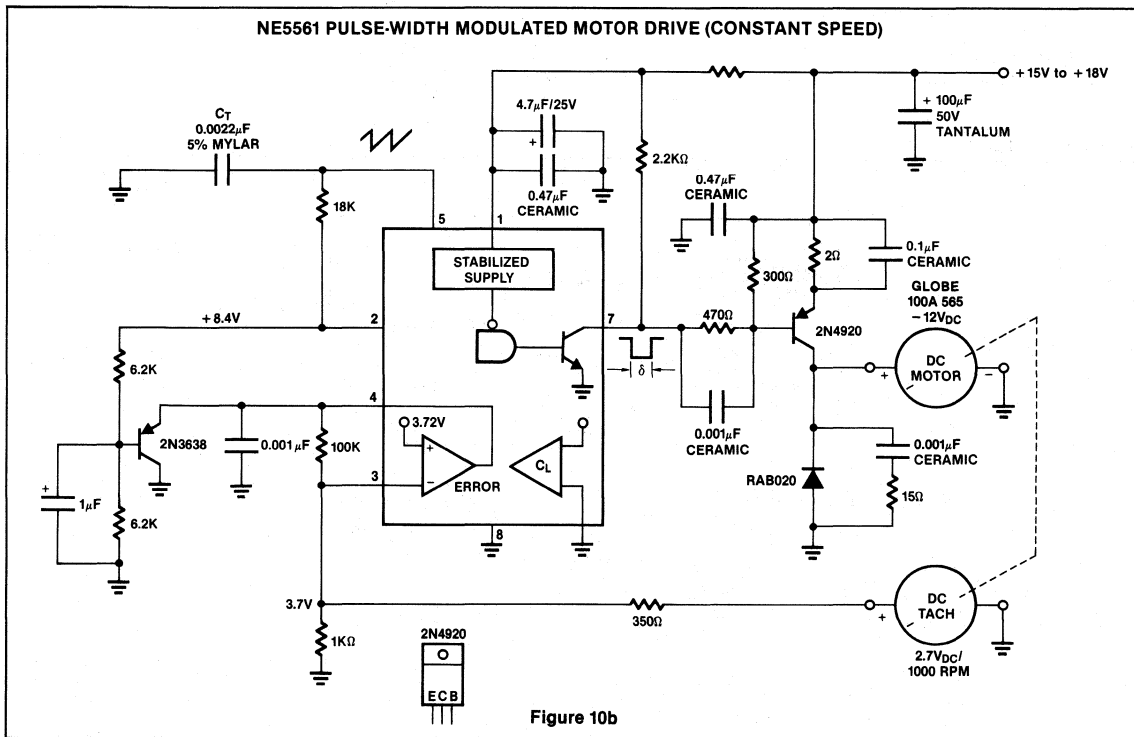 NE5561 PULSE-WIDTH MODULATED MOTOR DRIVE (CONSTANT SPEED)
+15V to +18V
+ 100µF
50V
TANTALUM
4.7µF/25V
+
0.47µF
CERAMIC
CT
0.0022µF
5% MYLAR
18K
2.2KΩ
0.47µF
CERAMIC
5
1
STABILIZED
SUPPLY
300Ω
2Ω
0.1µF
CERAMIC
GLOBE
100A 565
–12VDC
+8.4V
2
7
470Ω
2N4920
δ
DC
MOTOR
+
–
6.2K
4
3.72V
+
–
ERROR
CL
0.001µF
CERAMIC
0.001µF
CERAMIC
2N3638
0.001µF
100K
3
RAB020
15Ω
+
1µF
6.2K
8
3.7V
350Ω
DC
TACH
+
1KΩ
2N4920
E C B
2.7VDC/
1000 RPM
Figure 10b